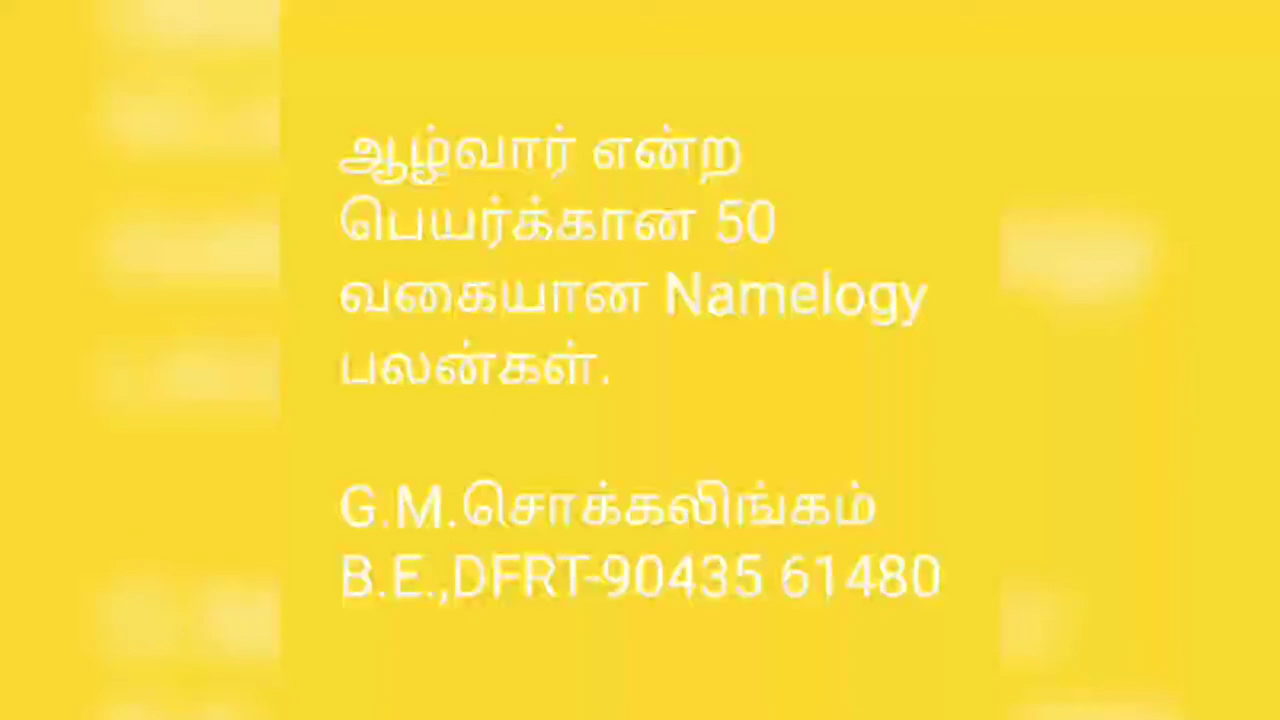 ஆழ்வார் என்ற
பெயர்க்கான 50
வகையான Namelogy
பலன்கள்.
G.M.சொக்கலிங்கம்
B.E.,DFRT-90435 61480